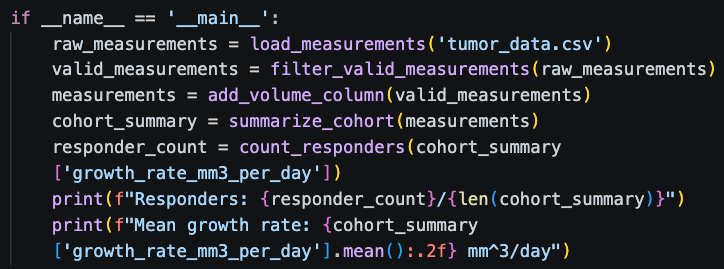 if __name__ == '__main__':
    raw_measurements = load_measurements('tumor_data.csv')
    valid_measurements = filter_valid_measurements(raw_measurements)
    measurements = add_volume_column(valid_measurements)
    cohort_summary = summarize_cohort(measurements)
    responder_count = count_responders(cohort_summary
    ['growth_rate_mm3_per_day'])
    print(f"Responders: {responder_count}/{len(cohort_summary)}")
    print(f"Mean growth rate: {cohort_summary
    ['growth_rate_mm3_per_day'].mean():.2f} mm^3/day")